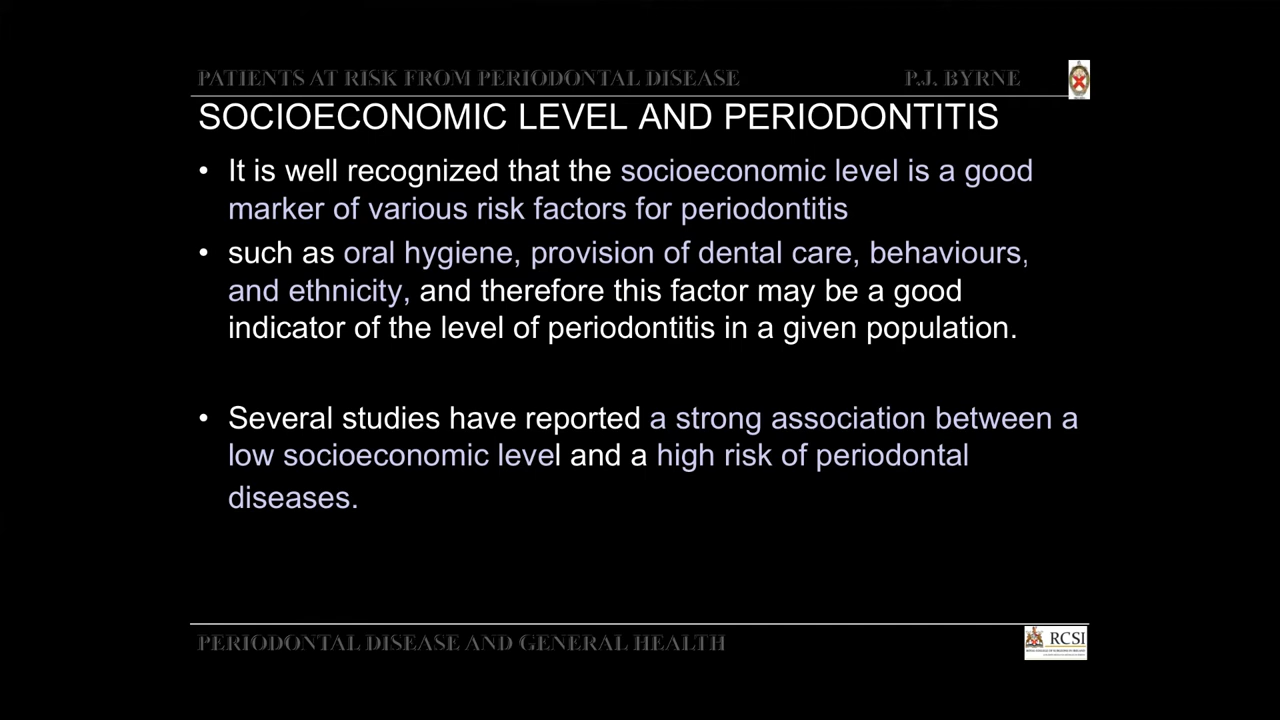 PATIENTS AT RISK FROM PERIODONTAL DISEASE P.J. BYRNE
SOCIOECONOMIC LEVEL AND PERIODONTITIS
• It is well recognized that the socioeconomic level is a good
marker of various risk factors for periodontitis
• such as oral hygiene, provision of dental care, behaviours,
and ethnicity, and therefore this factor may be a good
indicator of the level of periodontitis in a given population.
• Several studies have reported a strong association between a
low socioeconomic level and a high risk of periodontal
diseases.
PERIODONTAL DISEASE AND GENERAL HEALTH
RCSI